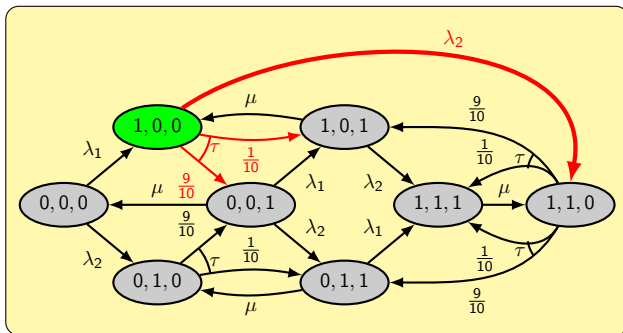 λ₂
μ
9/10
1,0,0
τ
1,0,1
λ₁
1/10
1/10
τ
9/10
λ₁
λ₂
μ
μ
0,0,0
0,0,1
1,1,1
1,1,0
9/10
λ₂
1/10
λ₂
λ₁
τ
1/10
τ
0,1,0
0,1,1
9/10
μ